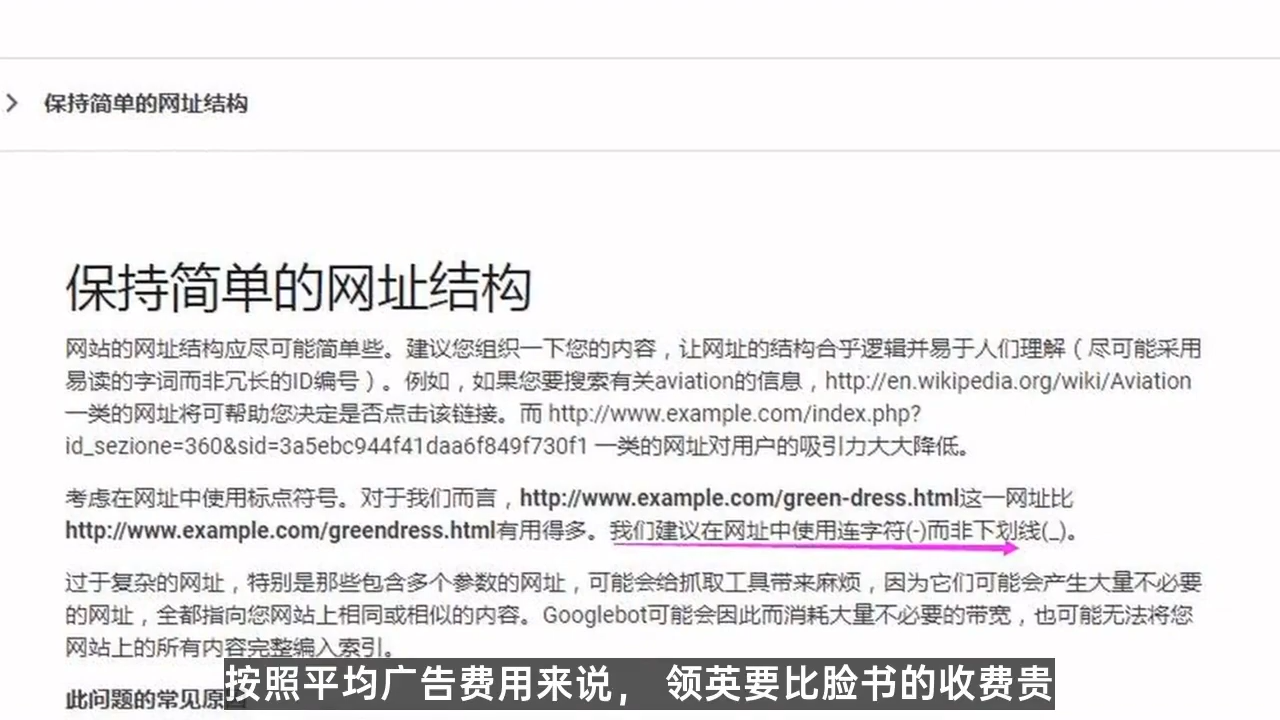 保持简单的网址结构
保持简单的网址结构
网站的网址结构应尽可能简单些。建议您组织一下您的内容，让网址的结构合乎逻辑并易于人们理解（尽可能采用
易读的字词而非冗长的ID编号）。例如，如果您要搜索有关aviation的信息，http://en.wikipedia.org/wiki/Aviation
一类的网址将可帮助您决定是否点击该链接。而 http://www.example.com/index.php?
id_sezione=360&sid=3a5ebc944f41daa6f849f730f1 一类的网址对用户的吸引力大大降低。
考虑在网址中使用标点符号。对于我们而言，http://www.example.com/green-dress.html这一网址比
http://www.example.com/greendress.html有用得多。我们建议在网址中使用连字符(-)而非下划线(_)。
过于复杂的网址，特别是那些包含多个参数的网址，可能会给抓取工具带来麻烦，因为它们可能会产生大量不必要
的网址，全都指向您网站上相同或相似的内容。Googlebot可能会因此而消耗大量不必要的带宽，也可能无法将您
网站上的所有内容完整编入索引。
按照平均广告费用来说， 领英要比脸书的收费贵
此问题的常见原因